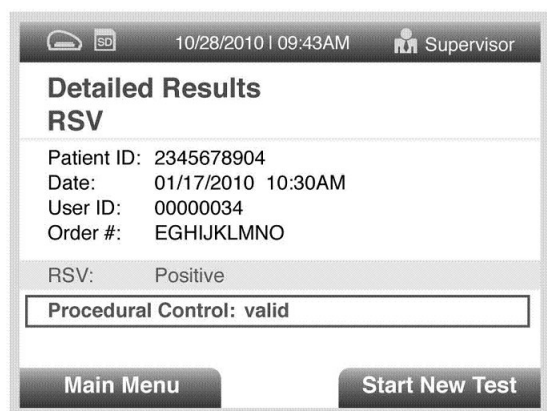 SD 10/28/2010 | 09:43AM Supervisor
Detailed Results
RSV
Patient ID: 2345678904
Date: 01/17/2010 10:30AM
User ID: 00000034
Order #: EGHIJKLMNO
RSV: Positive
Procedural Control: valid
Main Menu Start New Test